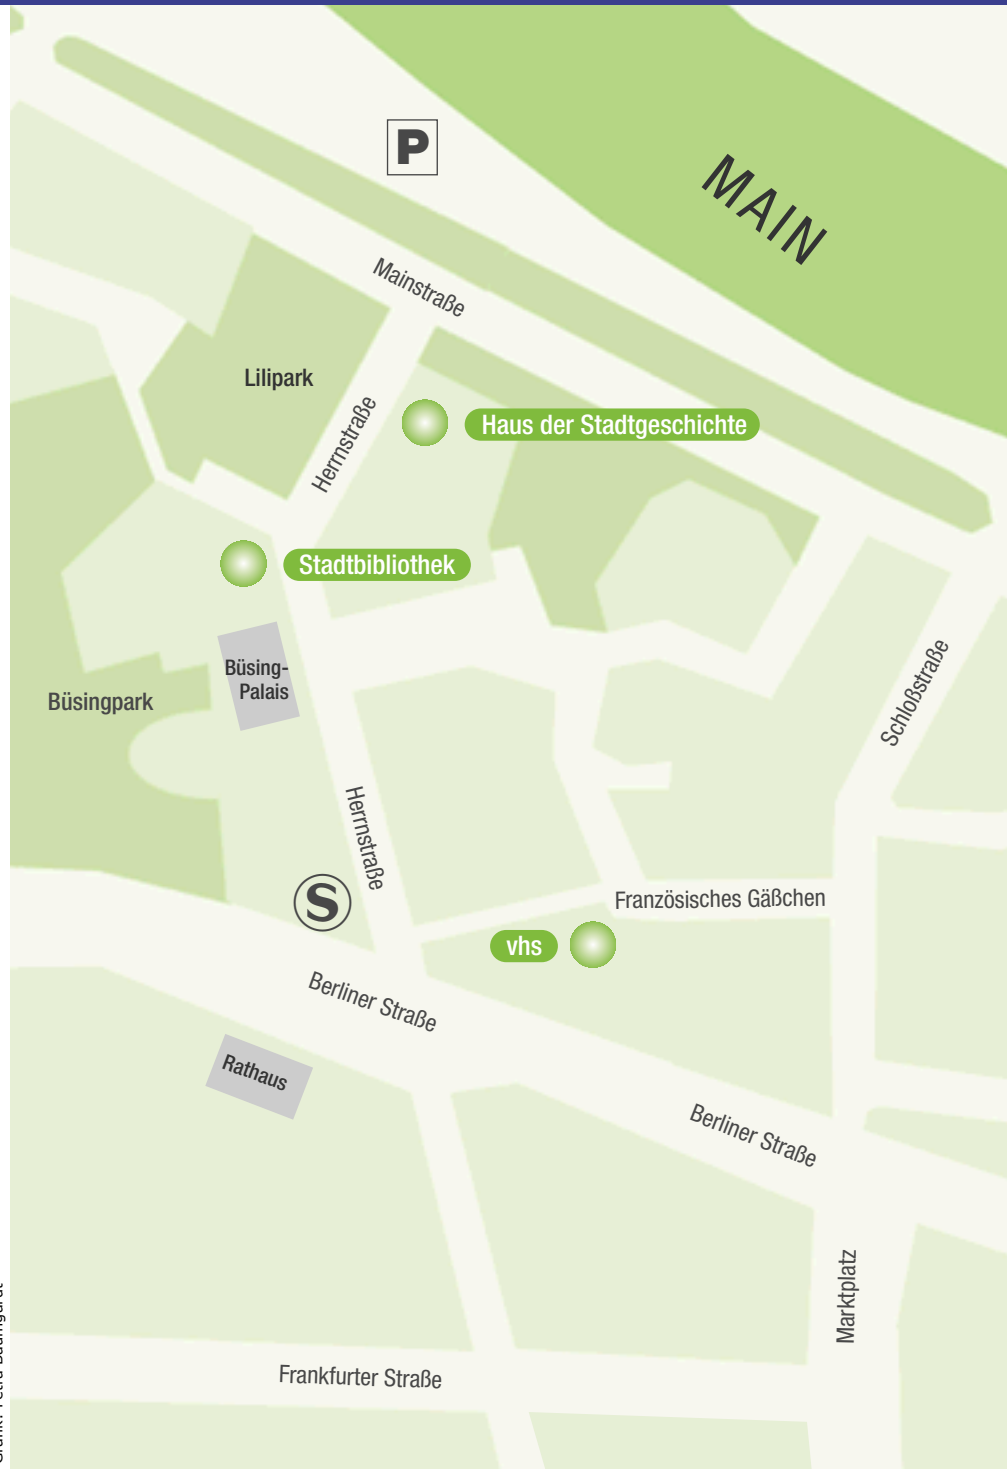 P
MAIN
Mainstraße
Lilipark
Herrnstraße
Haus der Stadtgeschichte
Stadtbibliothek
Büsing-
Palais
Büsingpark
Schloßstraße
Herrnstraße
S
Französisches Gäßchen
vhs
Berliner Straße
Rathaus
Berliner Straße
Marktplatz
Frankfurter Straße